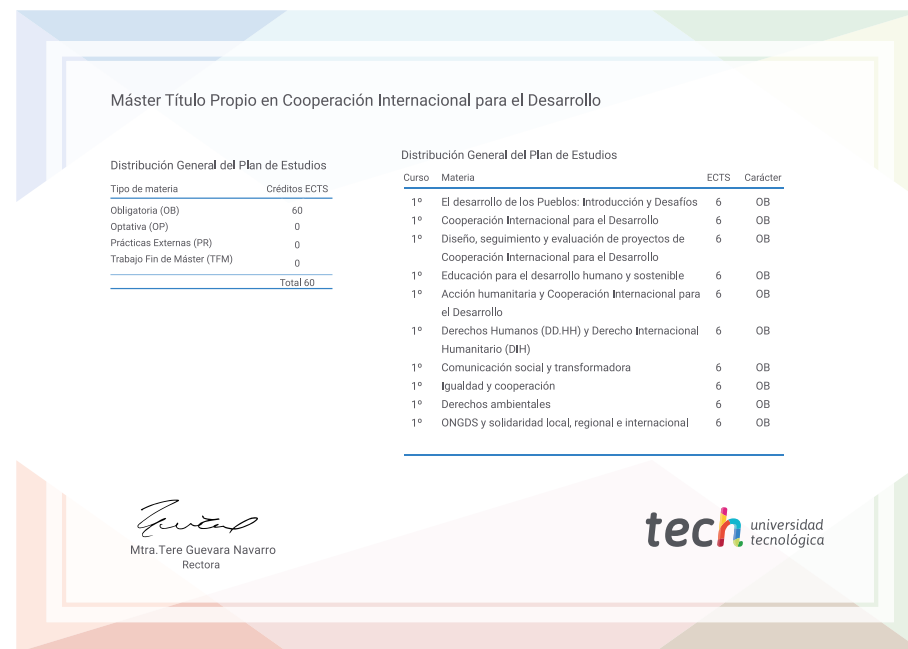 Máster Título Propio en Cooperación Internacional para el Desarrollo
Distribución General del Plan de Estudios
Tipo de materia Créditos ECTS
Obligatoria (OB) 60
Optativa (OP) 0
Prácticas Externas (PR) 0
Trabajo Fin de Máster (TFM) 0
Total 60
Distribución General del Plan de Estudios
Curso Materia ECTS Carácter
1º El desarrollo de los Pueblos: Introducción y Desafíos 6 OB
1º Cooperación Internacional para el Desarrollo 6 OB
1º Diseño, seguimiento y evaluación de proyectos de 6 OB
Cooperación Internacional para el Desarrollo
1º Educación para el desarrollo humano y sostenible 6 OB
1º Acción humanitaria y Cooperación Internacional para 6 OB
el Desarrollo
1º Derechos Humanos (DD.HH) y Derecho Internacional 6 OB
Humanitario (DIH)
1º Comunicación social y transformadora 6 OB
1º Igualdad y cooperación 6 OB
1º Derechos ambientales 6 OB
1º ONGDS y solidaridad local, regional e internacional 6 OB
Mtra.Tere Guevara Navarro
Rectora
tech universidad
tecnológica